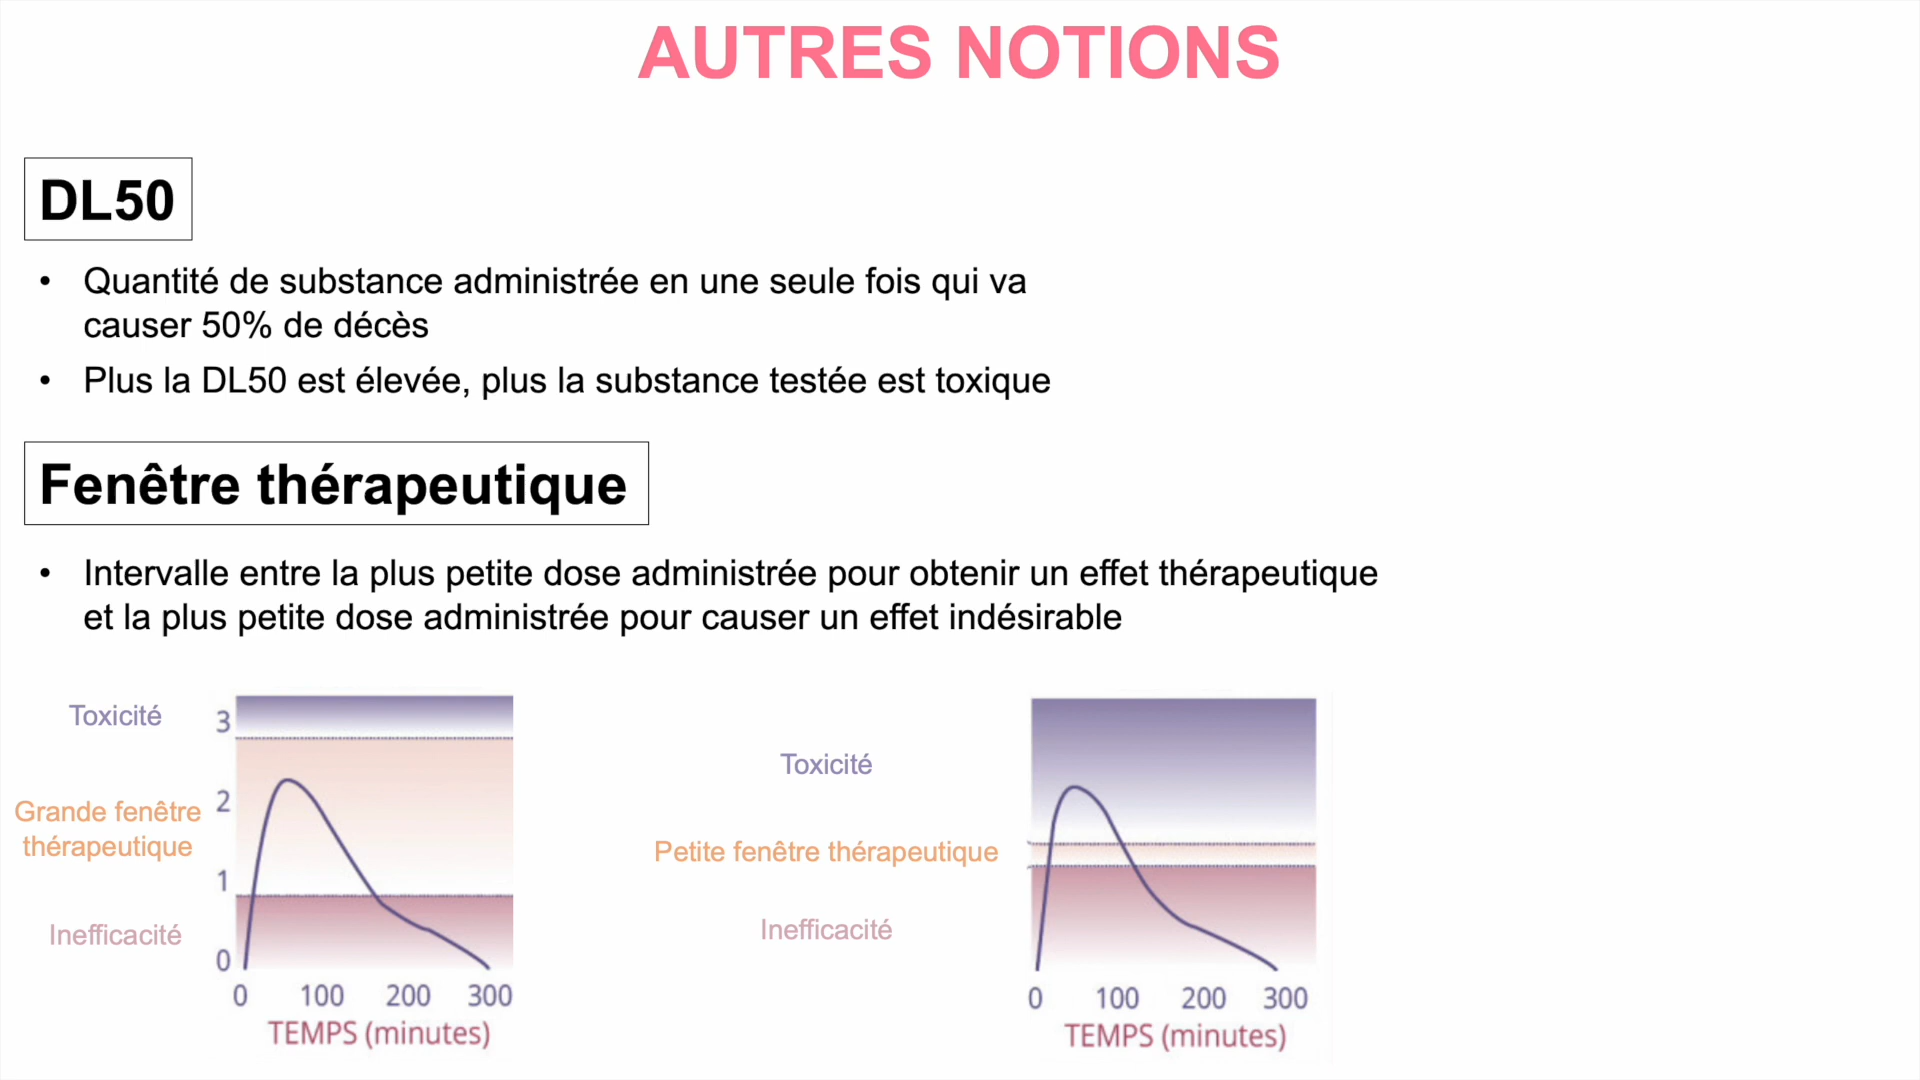 AUTRES NOTIONS
DL50
• Quantité de substance administrée en une seule fois qui va
causer 50% de décès
• Plus la DL50 est élevée, plus la substance testée est toxique
Fenêtre thérapeutique
• Intervalle entre la plus petite dose administrée pour obtenir un effet thérapeutique
et la plus petite dose administrée pour causer un effet indésirable
Toxicité
Grande fenêtre
thérapeutique
Inefficacité
3
2
1
0
0 100 200 300
TEMPS (minutes)
Toxicité
Petite fenêtre thérapeutique
Inefficacité
0 100 200 300
TEMPS (minutes)